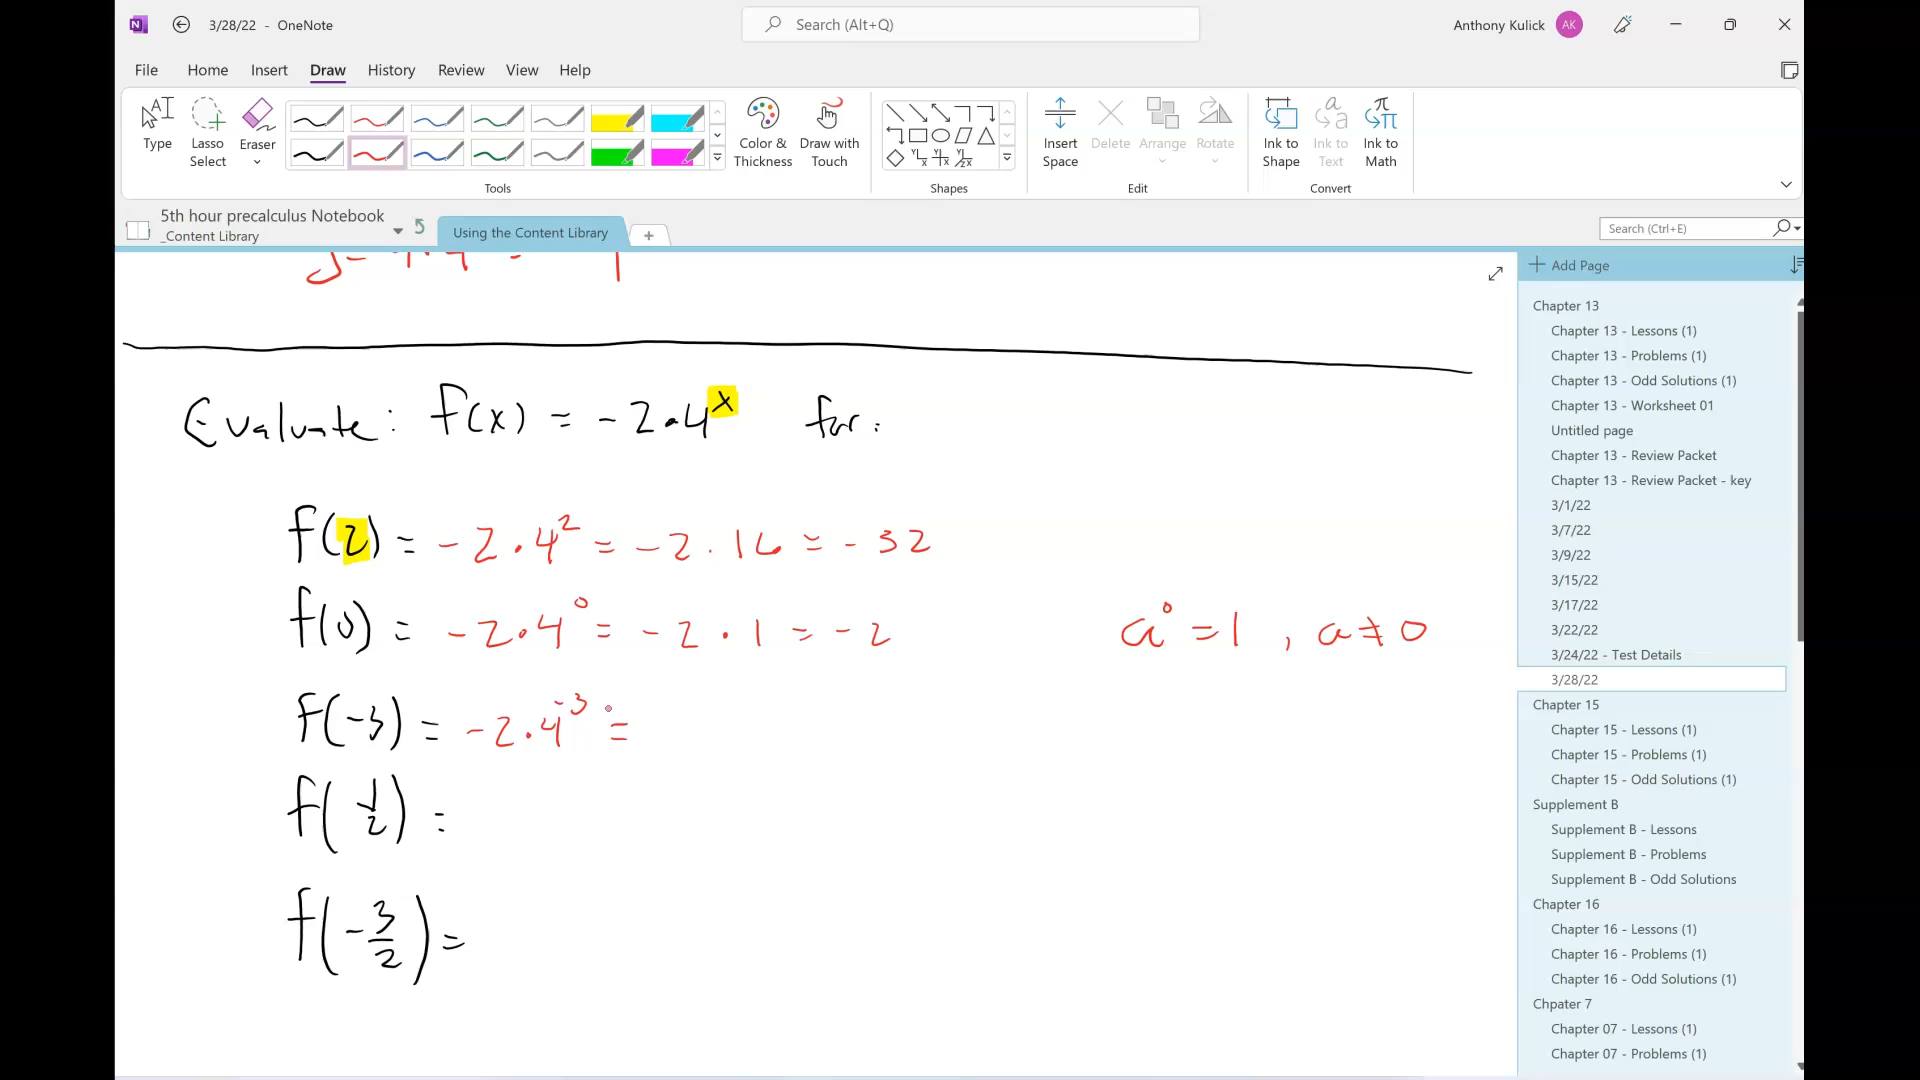 3/28/22 - OneNote
Search (Alt+Q)
Anthony Kulick AK
File Home Insert Draw History Review View Help
Type
Lasso Select
Eraser
Color & Thickness
Draw with Touch
Insert Space
Delete
Arrange
Rotate
Ink to Shape
Ink to Text
Ink to Math
Tools Shapes Edit Convert
5th hour precalculus Notebook
_Content Library
Using the Content Library
Search (Ctrl+E)
Evaluate: f(x) = -2·4^x for:
f(2) = -2·4^2 = -2·16 = -32
f(0) = -2·4^0 = -2·1 = -2 a^0 = 1, a ≠ 0
f(-3) = -2·4^-3 =
f(1/2) =
f(-3/2) =
Add Page
Chapter 13
Chapter 13 - Lessons (1)
Chapter 13 - Problems (1)
Chapter 13 - Odd Solutions (1)
Chapter 13 - Worksheet 01
Untitled page
Chapter 13 - Review Packet
Chapter 13 - Review Packet - key
3/1/22
3/7/22
3/9/22
3/15/22
3/17/22
3/22/22
3/24/22 - Test Details
3/28/22
Chapter 15
Chapter 15 - Lessons (1)
Chapter 15 - Problems (1)
Chapter 15 - Odd Solutions (1)
Supplement B
Supplement B - Lessons
Supplement B - Problems
Supplement B - Odd Solutions
Chapter 16
Chapter 16 - Lessons (1)
Chapter 16 - Problems (1)
Chapter 16 - Odd Solutions (1)
Chpater 7
Chapter 07 - Lessons (1)
Chapter 07 - Problems (1)